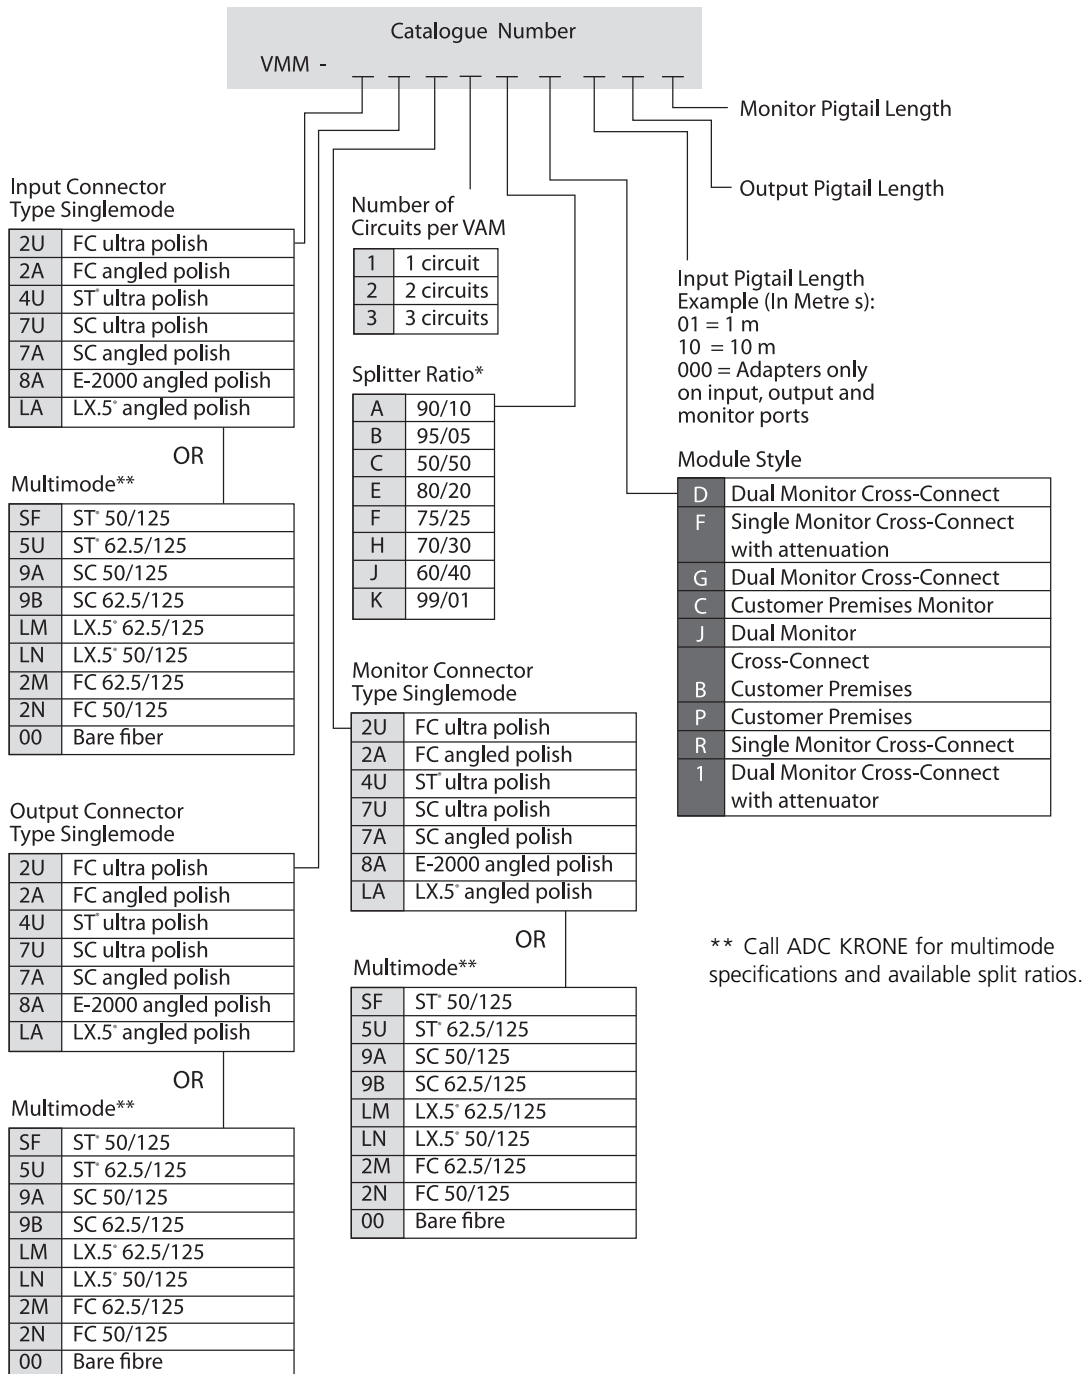 Catalogue Number
VMM -
Monitor Pigtail Length
Output Pigtail Length
Input Pigtail Length
Example (In Metre s):
01 = 1 m
10 = 10 m
000 = Adapters only
on input, output and
monitor ports
Input Connector
Type Singlemode
2U FC ultra polish
2A FC angled polish
4U ST® ultra polish
7U SC ultra polish
7A SC angled polish
8A E-2000 angled polish
LA LX.5® angled polish
OR
Multimode**
SF ST® 50/125
5U ST® 62.5/125
9A SC 50/125
9B SC 62.5/125
LM LX.5® 62.5/125
LN LX.5® 50/125
2M FC 62.5/125
2N FC 50/125
00 Bare fiber
Output Connector
Type Singlemode
2U FC ultra polish
2A FC angled polish
4U ST® ultra polish
7U SC ultra polish
7A SC angled polish
8A E-2000 angled polish
LA LX.5® angled polish
OR
Multimode**
SF ST® 50/125
5U ST® 62.5/125
9A SC 50/125
9B SC 62.5/125
LM LX.5® 62.5/125
LN LX.5® 50/125
2M FC 62.5/125
2N FC 50/125
00 Bare fibre
Number of
Circuits per VAM
1 1 circuit
2 2 circuits
3 3 circuits
Splitter Ratio*
A 90/10
B 95/05
C 50/50
E 80/20
F 75/25
H 70/30
J 60/40
K 99/01
Monitor Connector
Type Singlemode
2U FC ultra polish
2A FC angled polish
4U ST® ultra polish
7U SC ultra polish
7A SC angled polish
8A E-2000 angled polish
LA LX.5® angled polish
OR
Multimode**
SF ST® 50/125
5U ST® 62.5/125
9A SC 50/125
9B SC 62.5/125
LM LX.5® 62.5/125
LN LX.5® 50/125
2M FC 62.5/125
2N FC 50/125
00 Bare fibre
Module Style
D Dual Monitor Cross-Connect
F Single Monitor Cross-Connect
with attenuation
G Dual Monitor Cross-Connect
C Customer Premises Monitor
J Dual Monitor
Cross-Connect
B Customer Premises
P Customer Premises
R Single Monitor Cross-Connect
1 Dual Monitor Cross-Connect
with attenuator
** Call ADC KRONE for multimode
specifications and available split ratios.